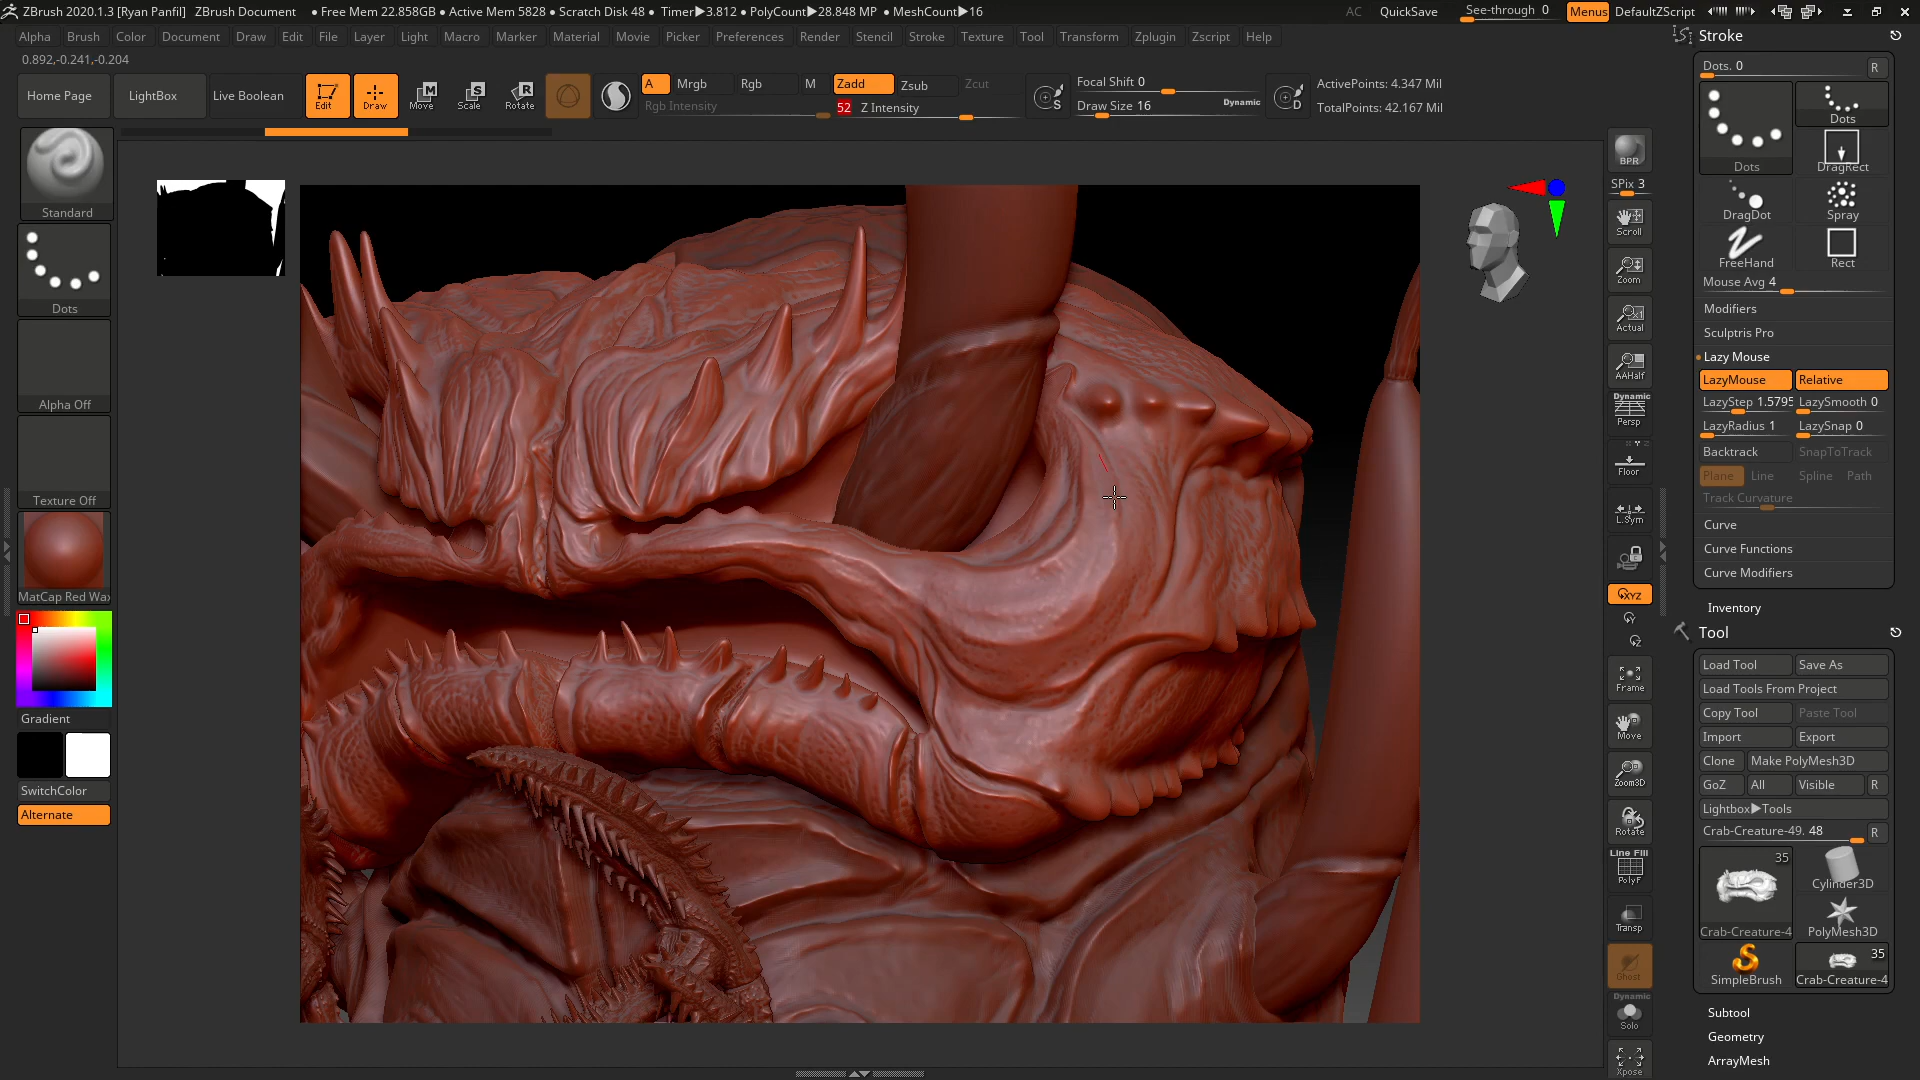 ZBrush 2020.1.3 [Ryan Panfil] ZBrush Document • Free Mem 22.858GB • Active Mem 5828 • Scratch Disk 48 • Timer▶3.812 • PolyCount▶28.848 MP • MeshCount▶16 AC QuickSave See-through 0 Menus DefaultZScript
Alpha Brush Color Document Draw Edit File Layer Light Macro Marker Material Movie Picker Preferences Render Stencil Stroke Texture Tool Transform Zplugin Zscript Help
0.892,-0.241,-0.204
Home Page LightBox Live Boolean Edit Draw Move Scale Rotate
A Mrgb Rgb M Zadd Zsub Zcut
Rgb Intensity 52 Z Intensity
S Focal Shift 0
Draw Size 16 Dynamic D
ActivePoints: 4.347 Mil
TotalPoints: 42.167 Mil
Standard
Dots
Alpha Off
Texture Off
MatCap Red Wax
Gradient
SwitchColor
Alternate
BPR
SPix 3
Scroll
Zoom
Actual
AAHalf
Dynamic
Persp
Floor
L.Sym
XYZ
Y
Z
Frame
Move
Zoom3D
Rotate
Line Fill
PolyF
Transp
Ghost
Dynamic
Solo
Xpose
Stroke
Dots. 0 R
Dots Dots
DragRect
DragDot Spray
FreeHand Rect
Mouse Avg 4
Modifiers
Sculptris Pro
Lazy Mouse
LazyMouse Relative
LazyStep 1.5795 LazySmooth 0
LazyRadius 1 LazySnap 0
Backtrack SnapToTrack
Plane Line Spline Path
Track Curvature
Curve
Curve Functions
Curve Modifiers
Inventory
Tool
Load Tool Save As
Load Tools From Project
Copy Tool Paste Tool
Import Export
Clone Make PolyMesh3D
GoZ All Visible R
Lightbox▶Tools
Crab-Creature-49. 48 R
35
Crab-Creature-4 Cylinder3D
PolyMesh3D
SimpleBrush 35 Crab-Creature-4
Subtool
Geometry
ArrayMesh